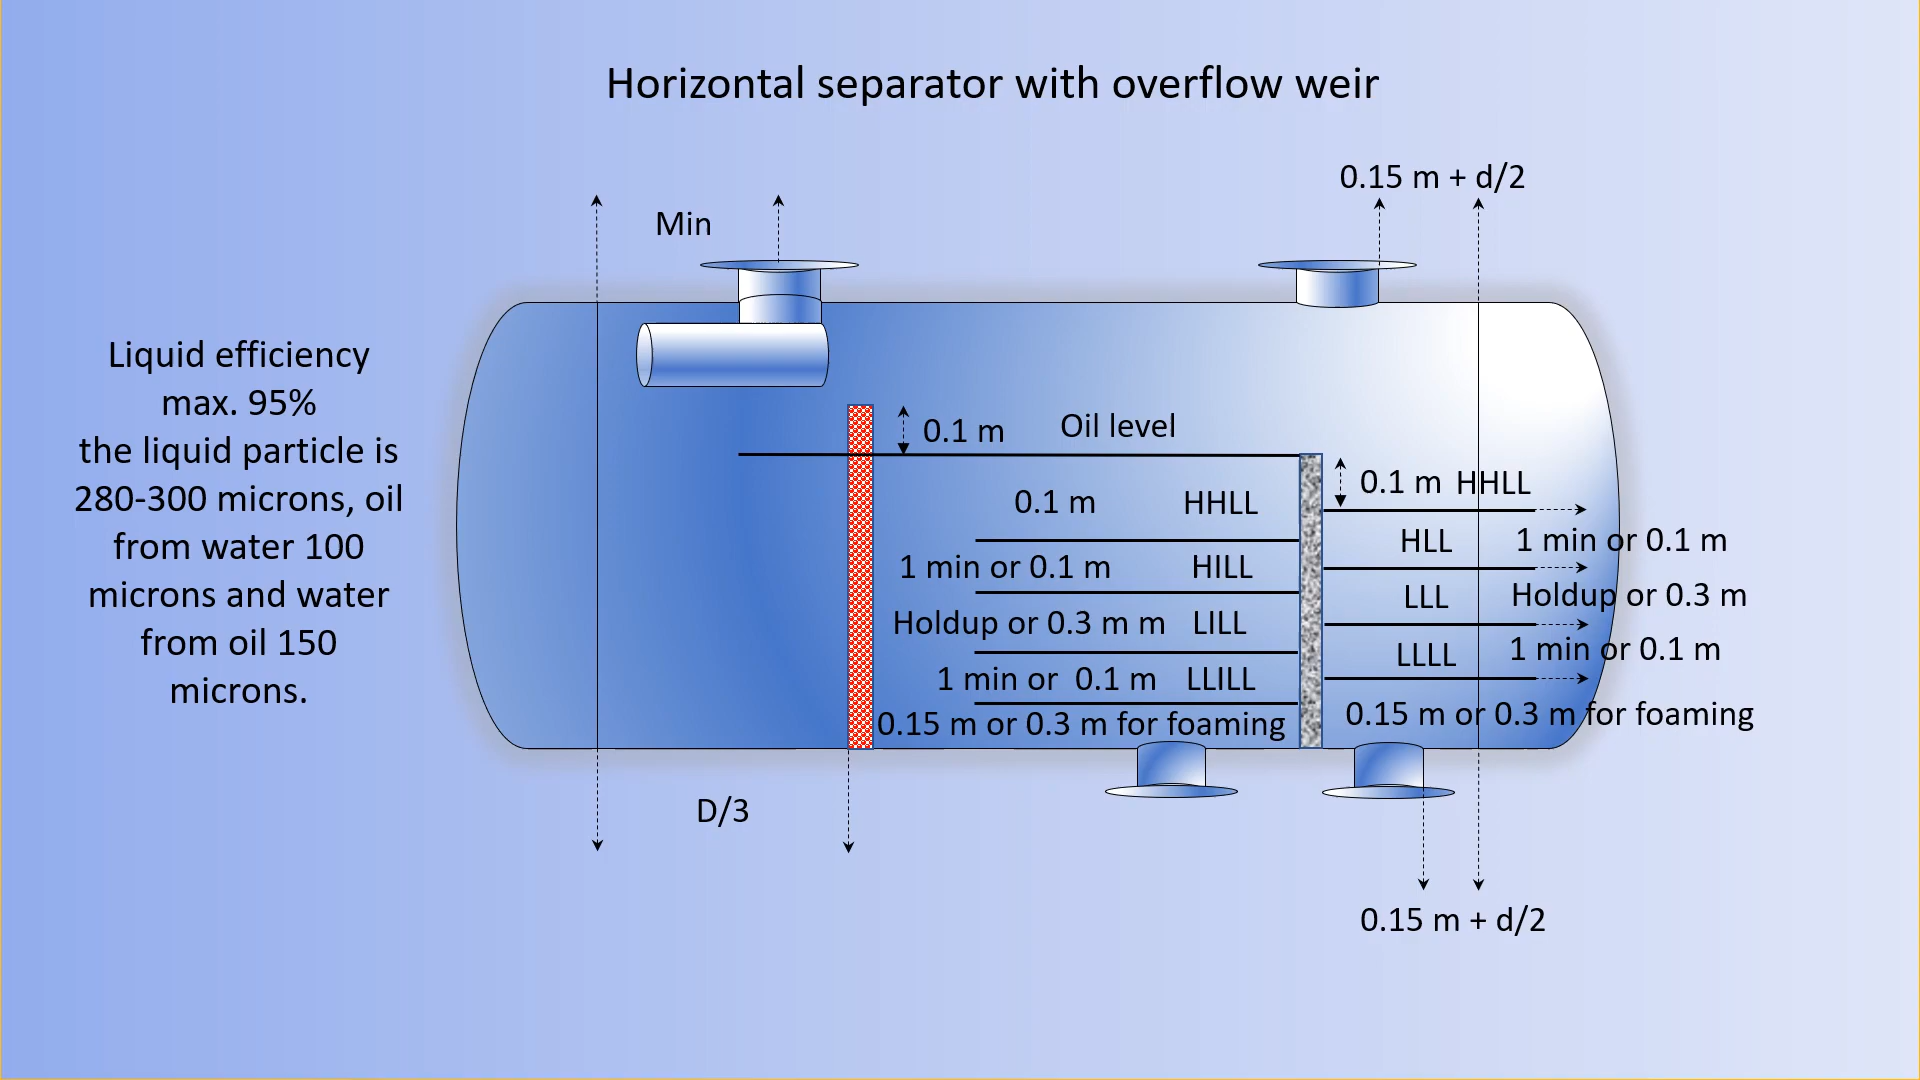 Horizontal separator with overflow weir
0.15 m + d/2
Min
Liquid efficiency
max. 95%
the liquid particle is
280-300 microns, oil
from water 100
microns and water
from oil 150
microns.
0.1 m
Oil level
0.1 m HHLL
0.1 m HHLL
HLL 1 min or 0.1 m
1 min or 0.1 m HILL
LLL Holdup or 0.3 m
Holdup or 0.3 m m LILL
LLLL 1 min or 0.1 m
1 min or 0.1 m LLILL
0.15 m or 0.3 m for foaming
0.15 m or 0.3 m for foaming
D/3
0.15 m + d/2